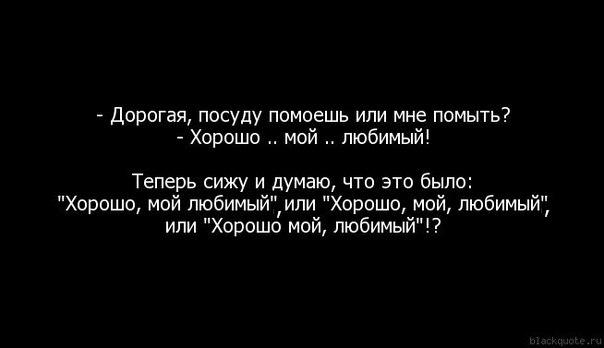 - Дорогая, посуду помоешь или мне помыть?
- Хорошо .. мой .. любимый!
Теперь сижу и думаю, что это было:
"Хорошо, мой любимый", или "Хорошо, мой, любимый",
или "Хорошо мой, любимый"!?
blackquote.ru